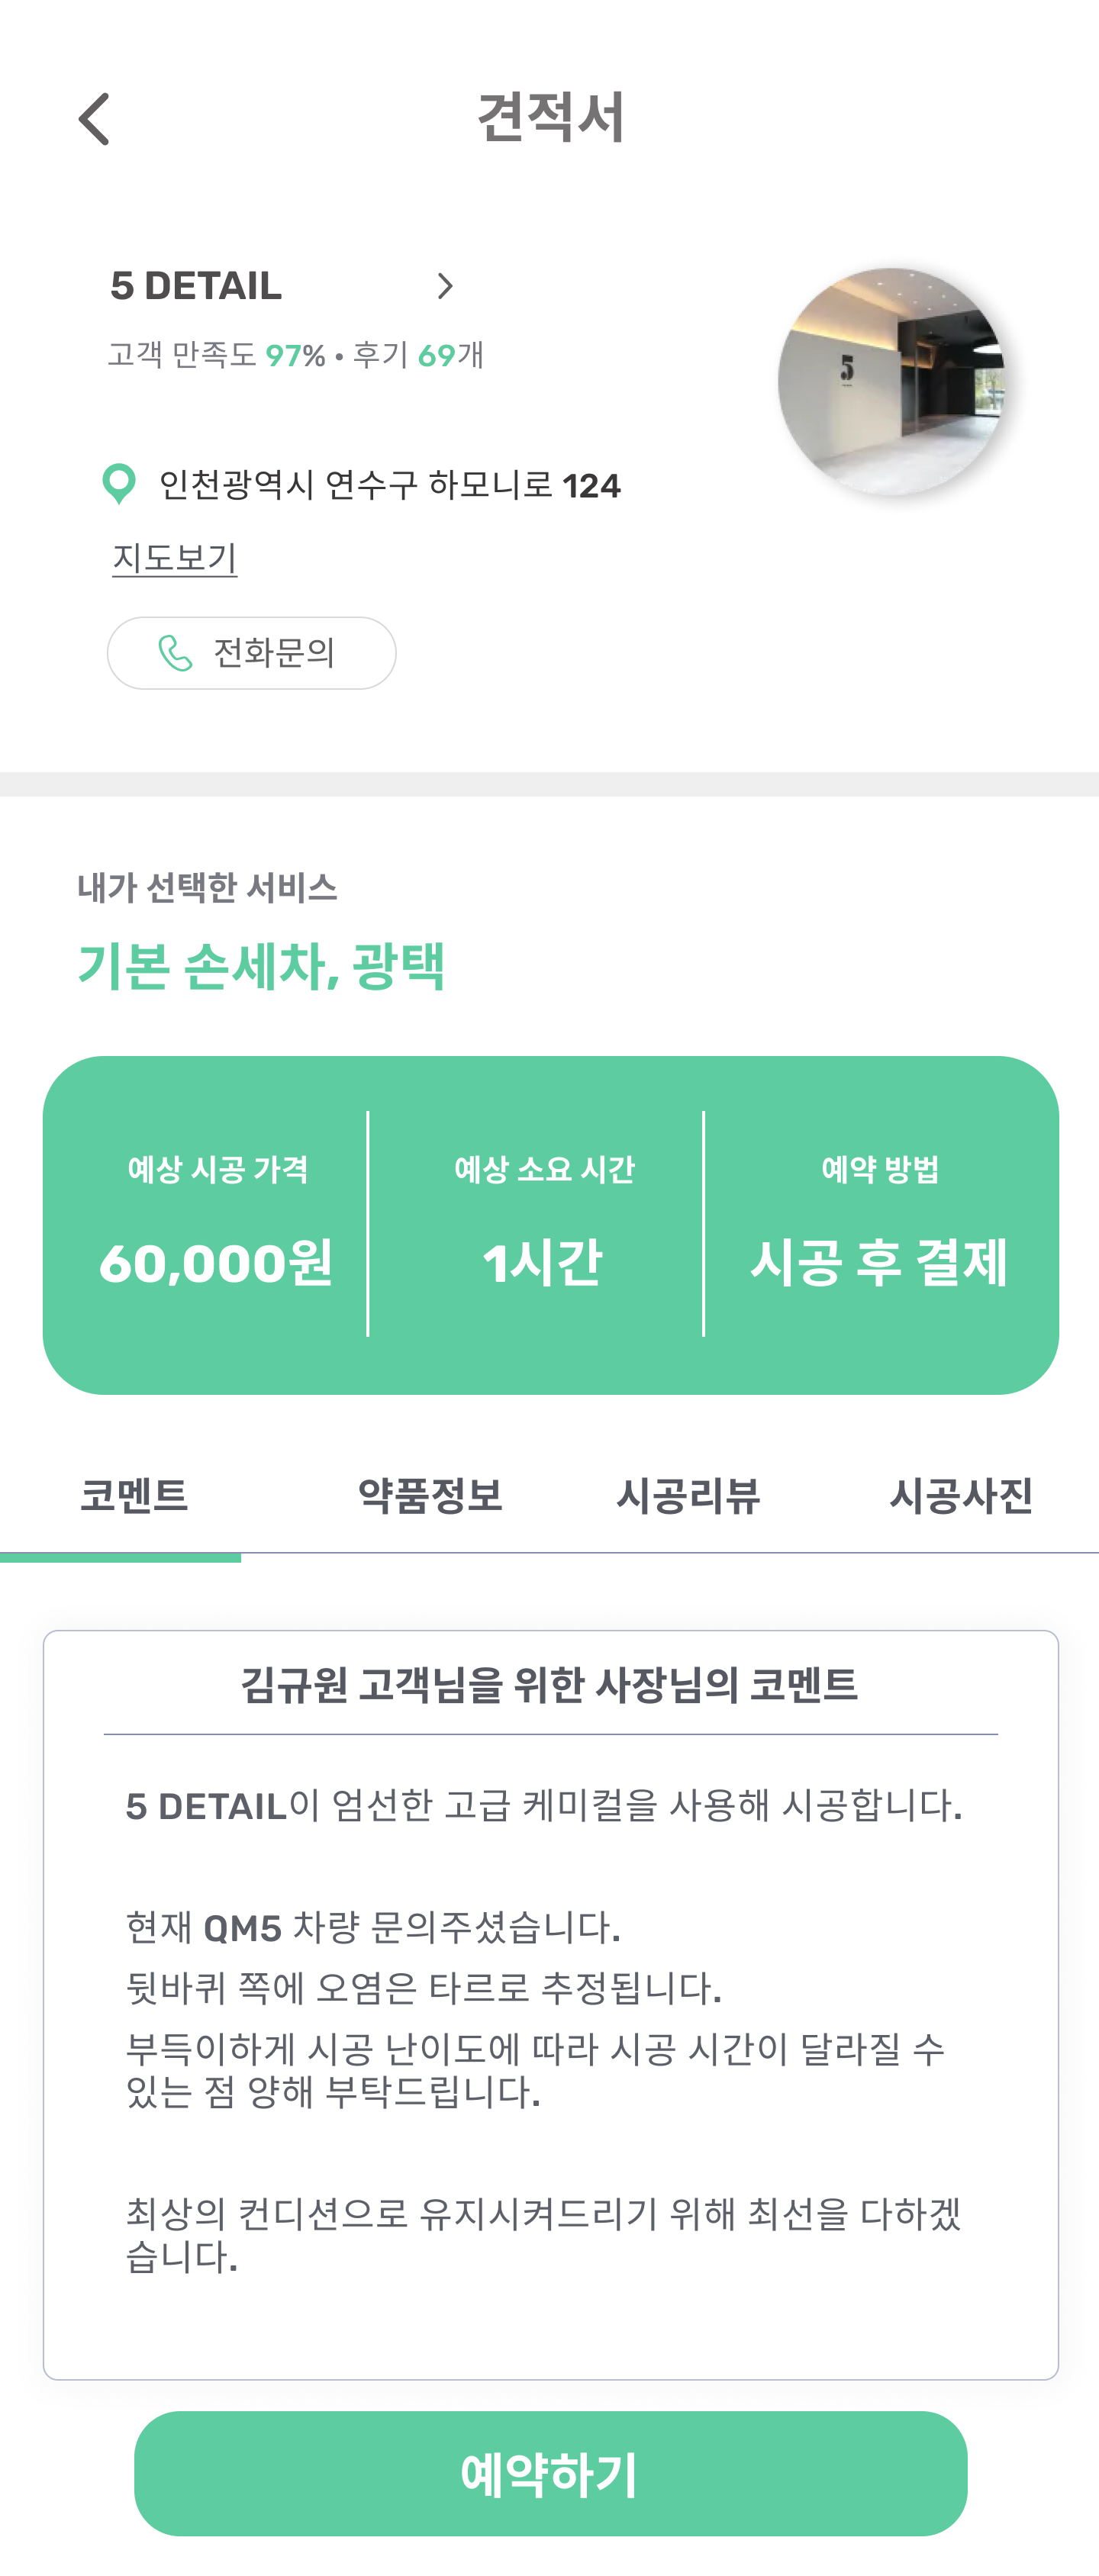 견적서
5 DETAIL
고객 만족도 97% • 후기 69개
5
인천광역시 연수구 하모니로 124
지도보기
전화문의
내가 선택한 서비스
기본 손세차, 광택
예상 시공 가격
60,000원
예상 소요 시간
1시간
예약 방법
시공 후 결제
코멘트
약품정보
시공리뷰
시공사진
김규원 고객님을 위한 사장님의 코멘트
5 DETAIL이 엄선한 고급 케미컬을 사용해 시공합니다.
현재 QM5 차량 문의주셨습니다.
뒷바퀴 쪽에 오염은 타르로 추정됩니다.
부득이하게 시공 난이도에 따라 시공 시간이 달라질 수
있는 점 양해 부탁드립니다.
최상의 컨디션으로 유지시켜드리기 위해 최선을 다하겠
습니다.
예약하기